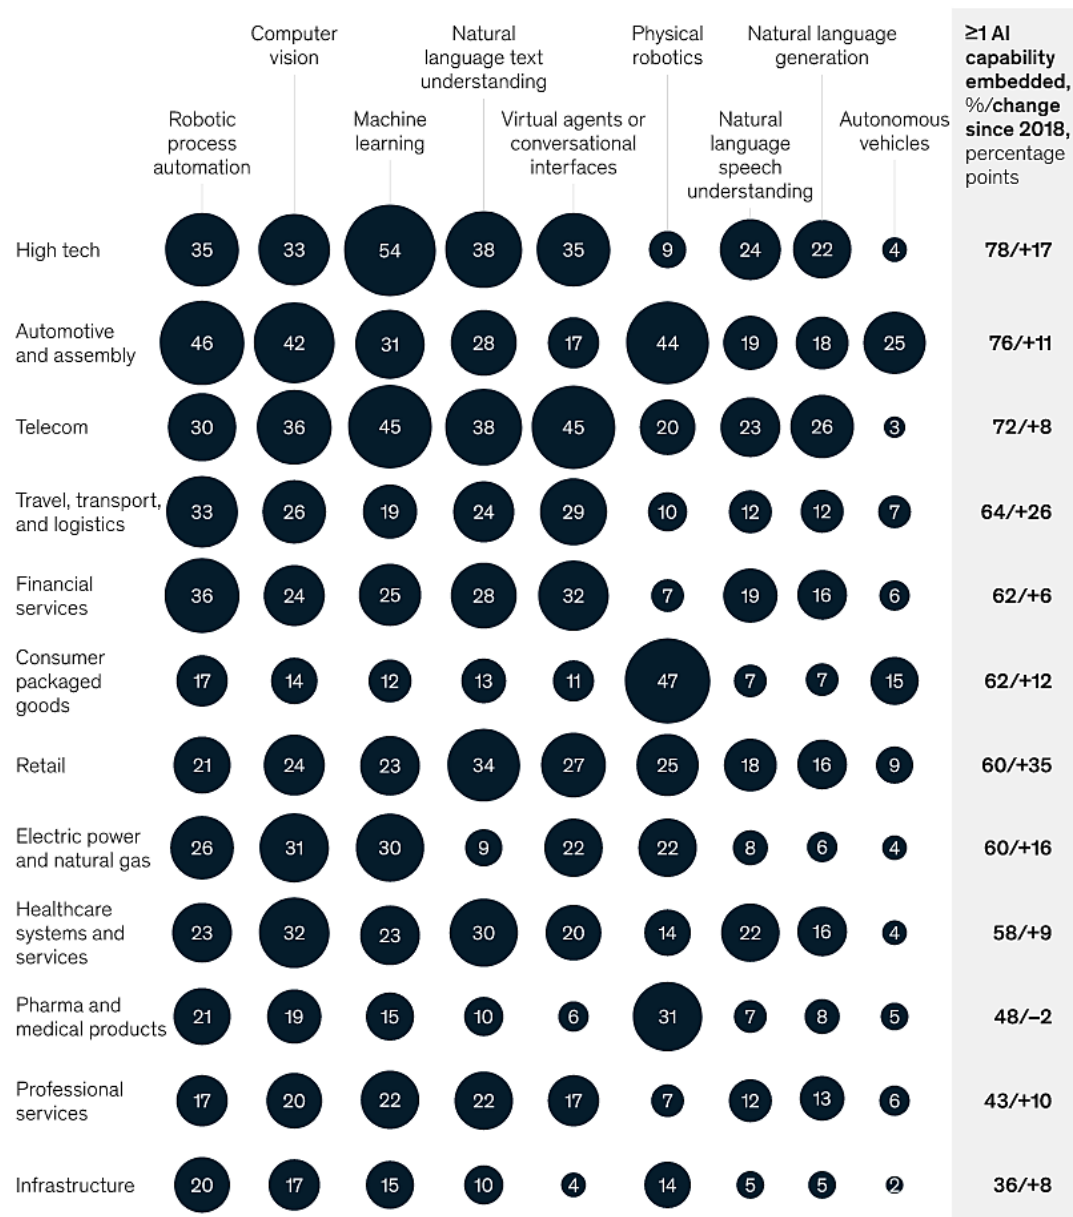 Computer
vision
Natural
language text
understanding
Physical
robotics
Natural language
generation
≥1 AI
capability
embedded,
%/change
since 2018,
percentage
points
Robotic
process
automation
Machine
learning
Virtual agents or
conversational
interfaces
Natural
language
speech
understanding
Autonomous
vehicles
High tech
35 33 54 38 35 9 24 22 4 78/+17
Automotive
and assembly
46 42 31 28 17 44 19 18 25 76/+11
Telecom
30 36 45 38 45 20 23 26 3 72/+8
Travel, transport,
and logistics
33 26 19 24 29 10 12 12 7 64/+26
Financial
services
36 24 25 28 32 7 19 16 6 62/+6
Consumer
packaged
goods
17 14 12 13 11 47 7 7 15 62/+12
Retail
21 24 23 34 27 25 18 16 9 60/+35
Electric power
and natural gas
26 31 30 9 22 22 8 6 4 60/+16
Healthcare
systems and
services
23 32 23 30 20 14 22 16 4 58/+9
Pharma and
medical products
21 19 15 10 6 31 7 8 5 48/–2
Professional
services
17 20 22 22 17 7 12 13 6 43/+10
Infrastructure
20 17 15 10 4 14 5 5 2 36/+8